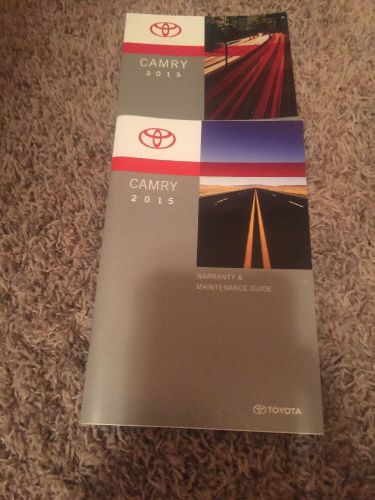 CAMRY
2015
CAMRY
2015
WARRANTY &
MAINTENANCE GUIDE
TOYOTA